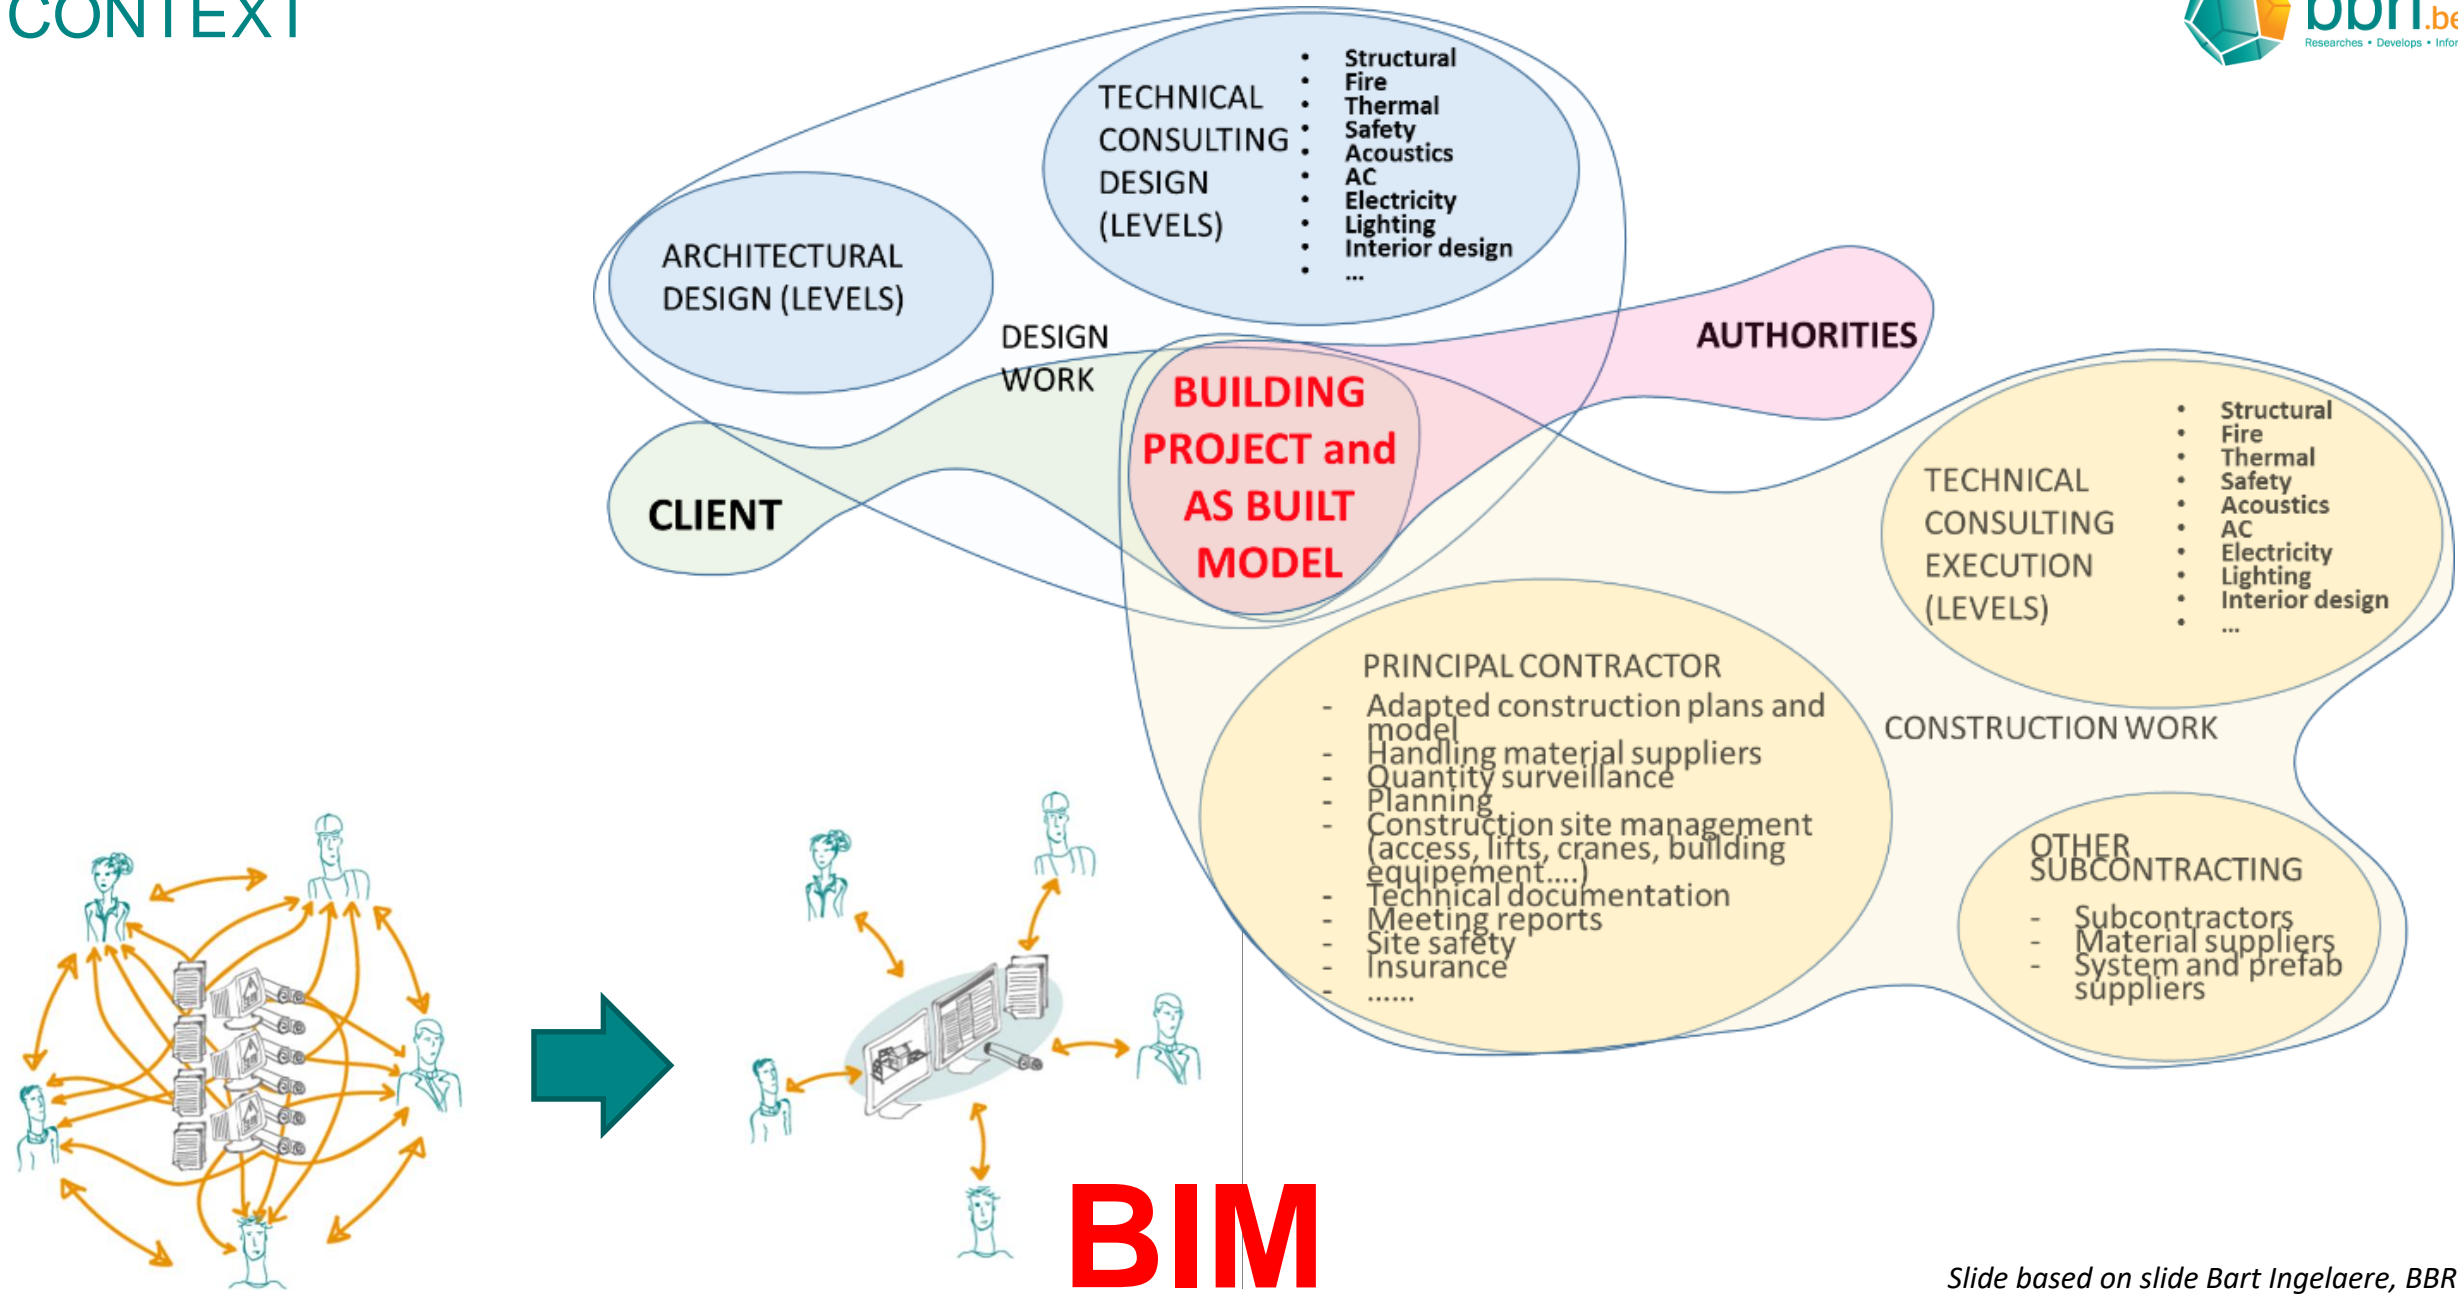 CONTEXT
bbri.be
Researches • Develops • Infor
• Structural
• Fire
• Thermal
• Safety
• Acoustics
• AC
• Electricity
• Lighting
• Interior design
• ...
TECHNICAL
CONSULTING
DESIGN
(LEVELS)
ARCHITECTURAL
DESIGN (LEVELS)
DESIGN
WORK
AUTHORITIES
BUILDING
PROJECT and
AS BUILT
MODEL
CLIENT
TECHNICAL
CONSULTING
EXECUTION
(LEVELS)
• Structural
• Fire
• Thermal
• Safety
• Acoustics
• AC
• Electricity
• Lighting
• Interior design
• ...
PRINCIPAL CONTRACTOR
- Adapted construction plans and
model
- Handling material suppliers
- Quantity surveillance
- Planning
- Construction site management
(access, lifts, cranes, building
equipement....)
- Technical documentation
- Meeting reports
- Site safety
- Insurance
- ......
CONSTRUCTION WORK
OTHER
SUBCONTRACTING
- Subcontractors
- Material suppliers
- System and prefab
suppliers
BIM
Slide based on slide Bart Ingelaere, BBR